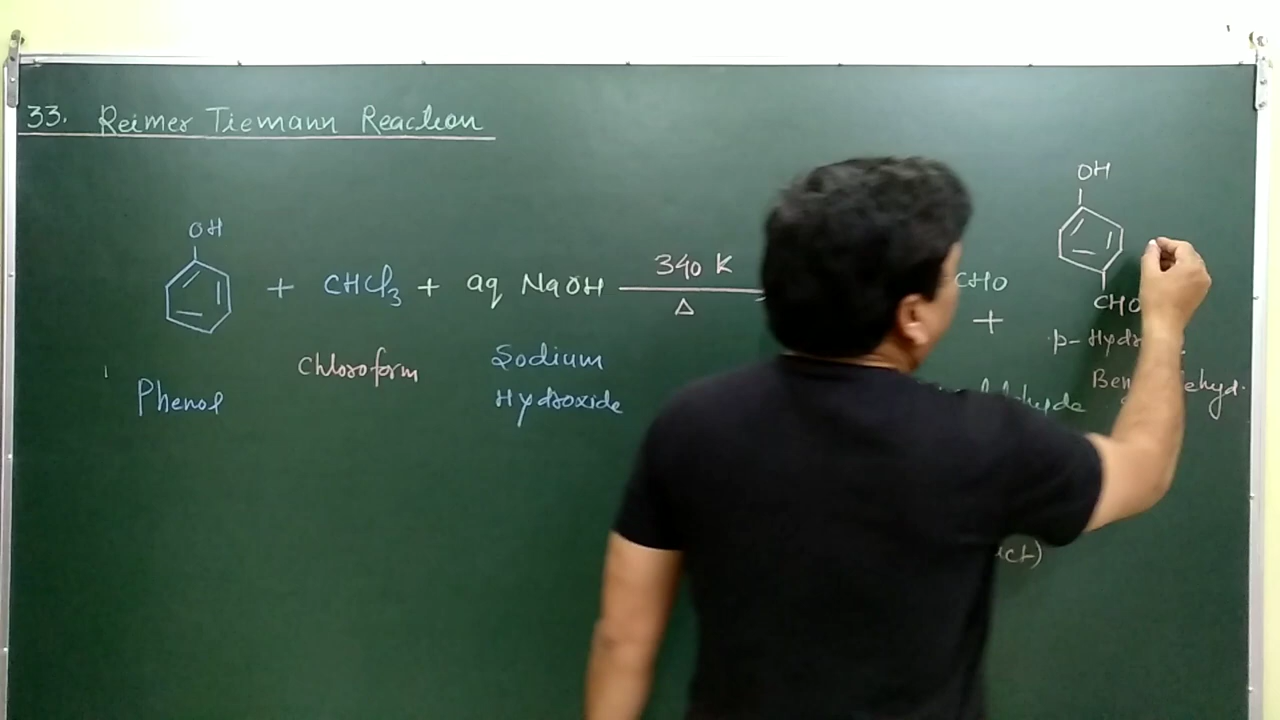 33. Reimer Tiemann Reaction
OH
+ CHCl3 + aq NaOH
340 K
Δ
CHO
+
OH
CHO
Phenol
Chloroform
Sodium
Hydroxide